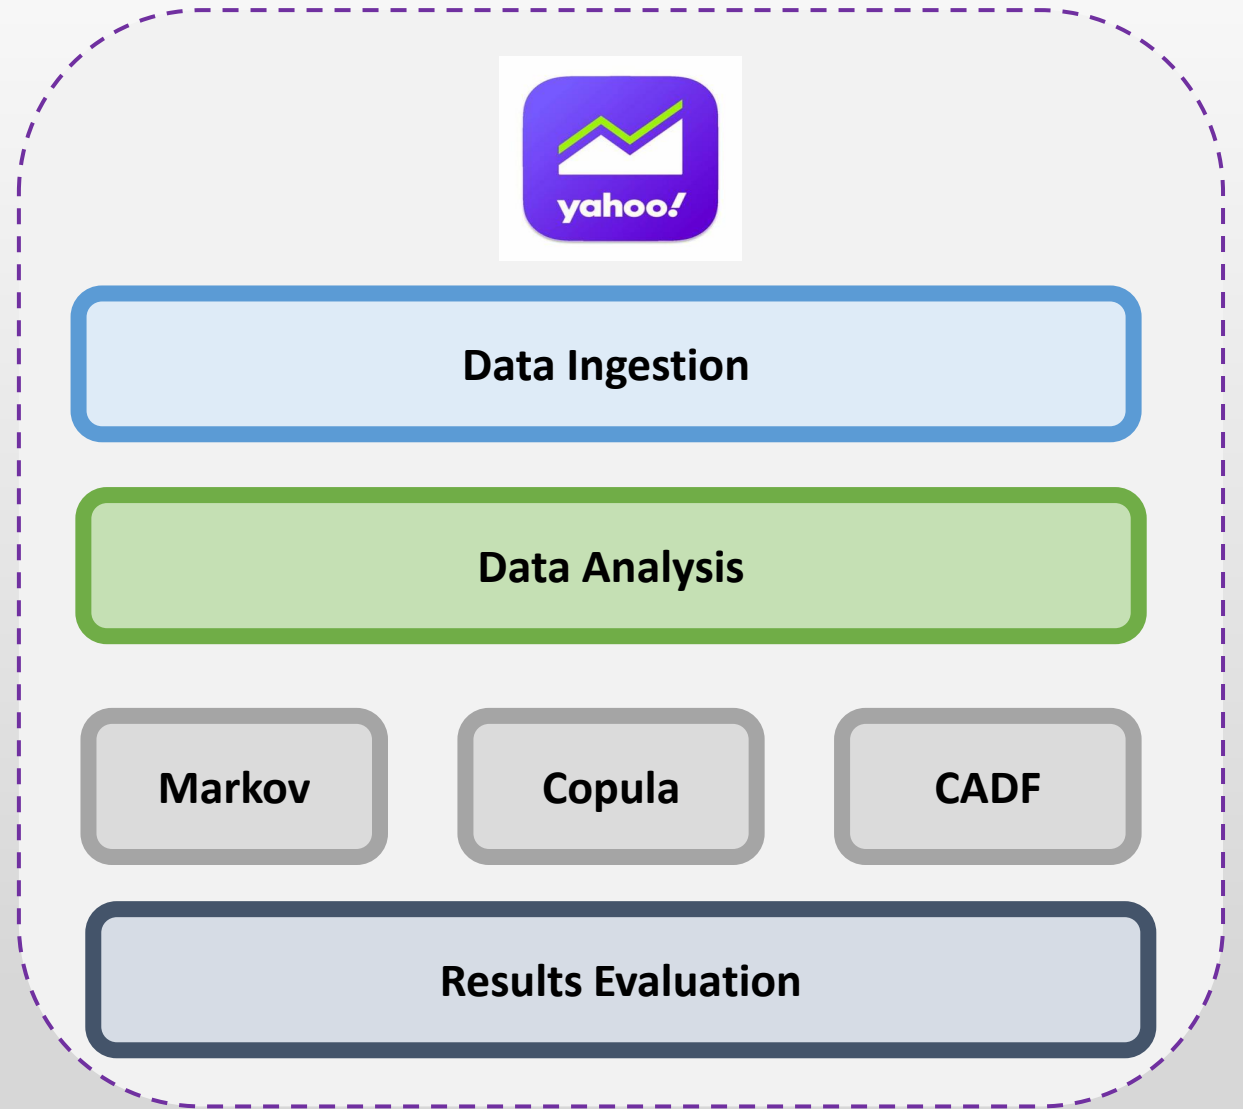 yahoo!
Data Ingestion
Data Analysis
Markov
Copula
CADF
Results Evaluation